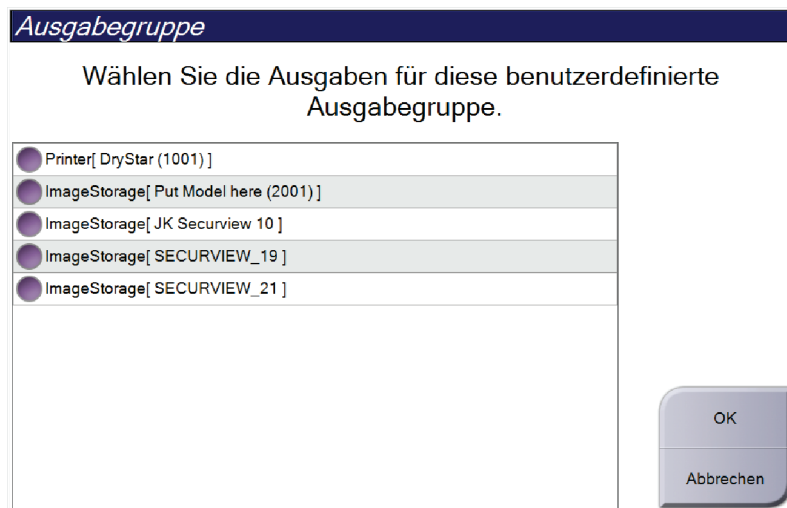 Ausgabegruppe
Wählen Sie die Ausgaben für diese benutzerdefinierte
Ausgabegruppe.
Printer[ DryStar (1001) ]
ImageStorage[ Put Model here (2001) ]
ImageStorage[ JK Securview 10 ]
ImageStorage[ SECURVIEW_19 ]
ImageStorage[ SECURVIEW_21 ]
OK
Abbrechen